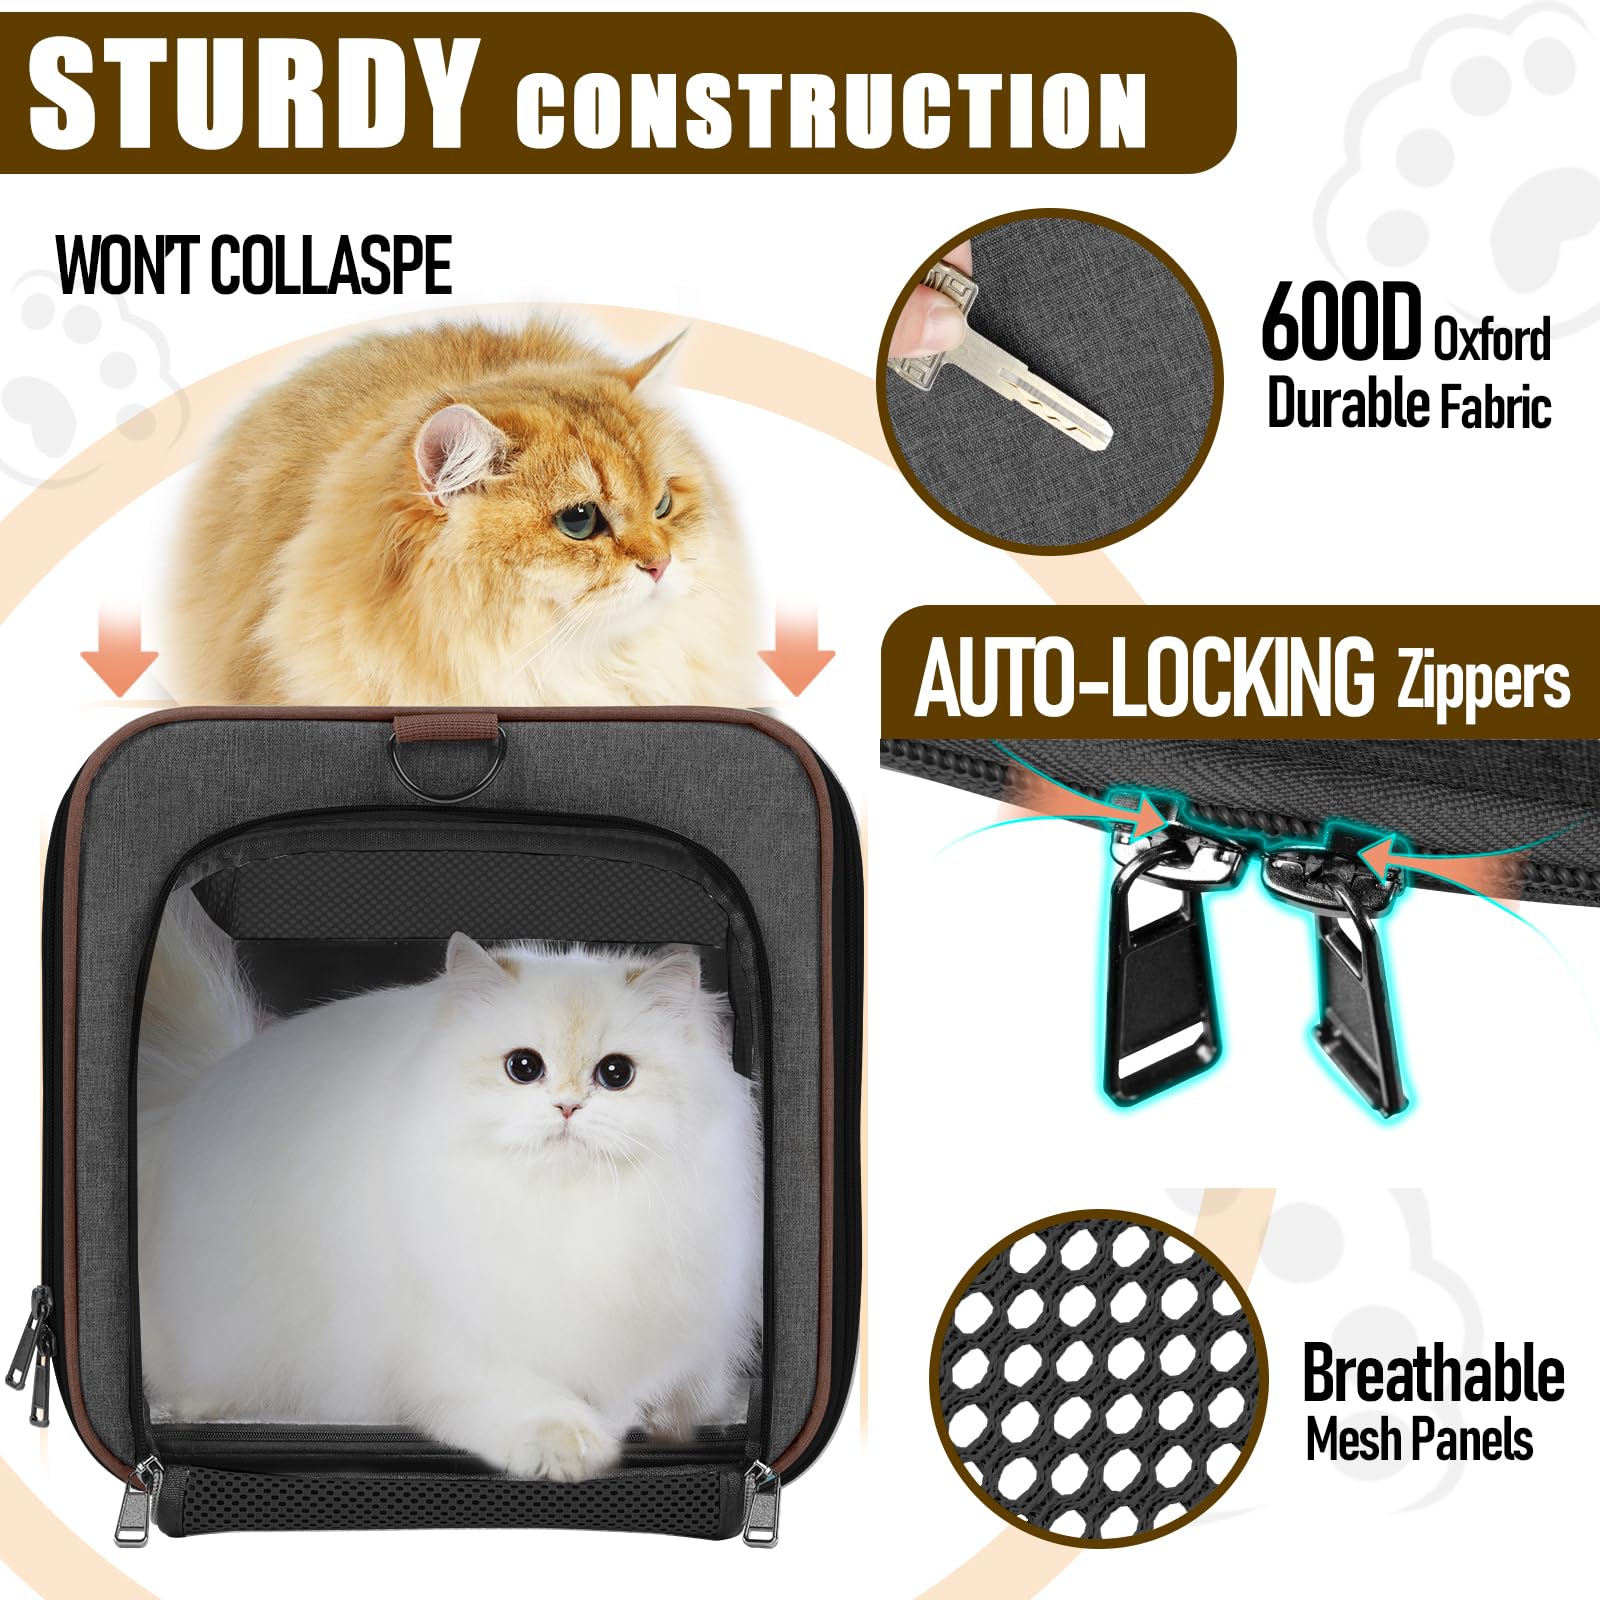 STURDY CONSTRUCTION
WON'T COLLASPE
600D Oxford
Durable Fabric
AUTO-LOCKING Zippers
Breathable
Mesh Panels